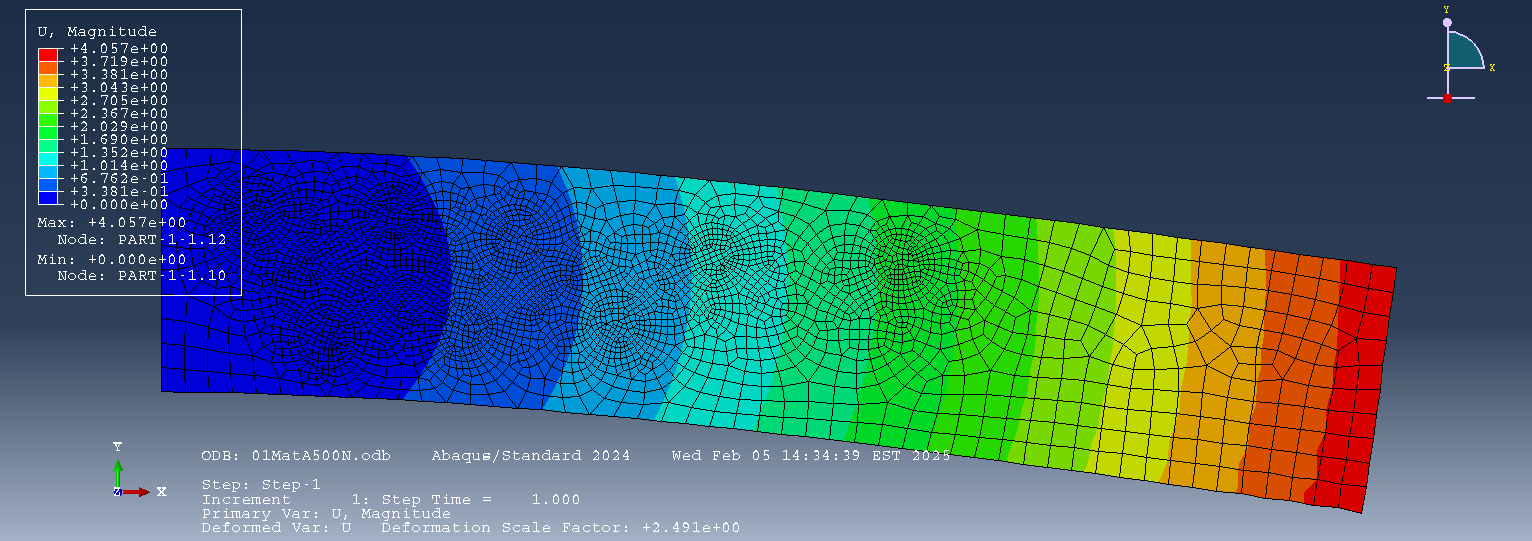 U, Magnitude
+4.057e+00
+3.719e+00
+3.381e+00
+3.043e+00
+2.705e+00
+2.367e+00
+2.029e+00
+1.690e+00
+1.352e+00
+1.014e+00
+6.762e-01
+3.381e-01
+0.000e+00
Max: +4.057e+00
Node: PART-1-1.12
Min: +0.000e+00
Node: PART-1-1.10
Y
Z X
Y
Z X
ODB: 01MatA500N.odb Abaqus/Standard 2024 Wed Feb 05 14:34:39 EST 2025
Step: Step-1
Increment 1: Step Time = 1.000
Primary Var: U, Magnitude
Deformed Var: U Deformation Scale Factor: +2.491e+00